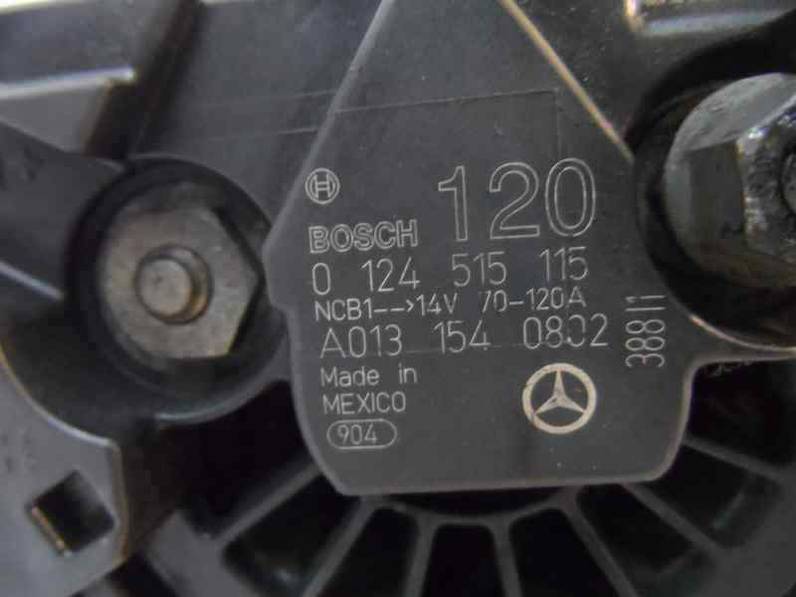 120
BOSCH
0 124 515 115
NCB1-->14V 70-120A
A013 154 0802
Made in
MEXICO
904
38811